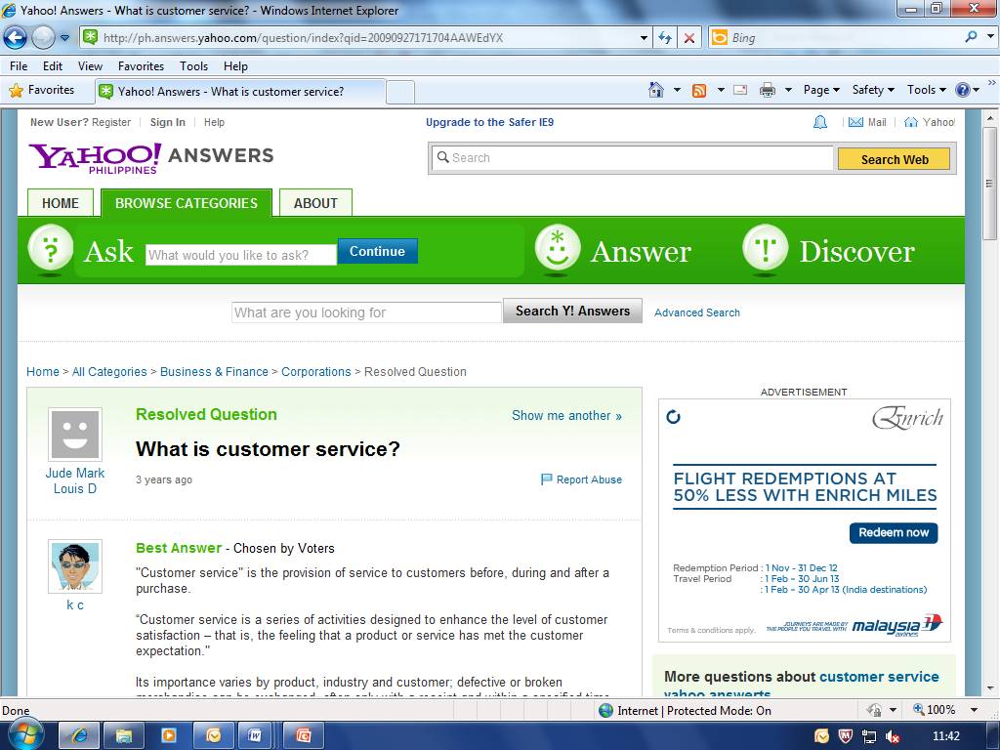 Yahoo! Answers - What is customer service? - Windows Internet Explorer
http://ph.answers.yahoo.com/question/index?qid=20090927171704AAWEdYX
Bing
File Edit View Favorites Tools Help
Favorites
Yahoo! Answers - What is customer service?
Page Safety Tools
New User? Register
Sign In
Help
Upgrade to the Safer IE9
Mail
Yahoo!
YAHOO! ANSWERS
PHILIPPINES
Search
Search Web
HOME
BROWSE CATEGORIES
ABOUT
Ask
What would you like to ask?
Continue
Answer
Discover
What are you looking for
Search Y! Answers
Advanced Search
Home > All Categories > Business & Finance > Corporations > Resolved Question
Jude Mark
Louis D
Resolved Question
Show me another »
What is customer service?
3 years ago
Report Abuse
k c
Best Answer - Chosen by Voters
"Customer service" is the provision of service to customers before, during and after a
purchase.
“Customer service is a series of activities designed to enhance the level of customer
satisfaction – that is, the feeling that a product or service has met the customer
expectation."
Its importance varies by product, industry and customer; defective or broken
merchandise can be exchanged, often only with a receipt and within a specified time
ADVERTISEMENT
Enrich
FLIGHT REDEMPTIONS AT
50% LESS WITH ENRICH MILES
Redeem now
Redemption Period : 1 Nov - 31 Dec 12
Travel Period : 1 Feb – 30 Jun 13
: 1 Feb – 30 Apr 13 (India destinations)
Terms & conditions apply.
JOURNEYS ARE MADE BY
THE PEOPLE YOU TRAVEL WITH
malaysia
airlines
More questions about customer service
yahoo answerts
Done
Internet | Protected Mode: On
100%
11:42